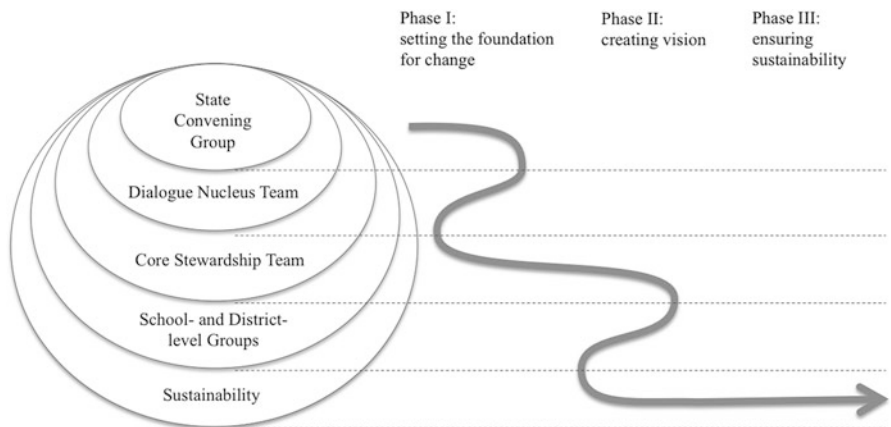 Phase I:
setting the foundation
for change
Phase II:
creating vision
Phase III:
ensuring
sustainability
State
Convening
Group
Dialogue Nucleus Team
Core Stewardship Team
School- and District-
level Groups
Sustainability